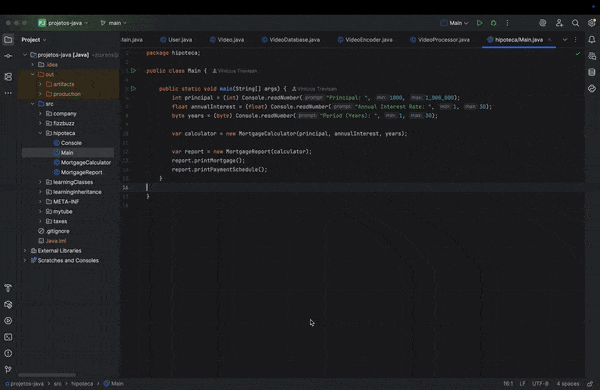 PJ projetos-java
main
Main
Project
Main.java
User.java
Video.java
VideoDatabase.java
VideoEncoder.java
VideoProcessor.java
hipoteca/Main.java
projetos-java [Java]
.idea
out
artifacts
production
src
company
fizzbuzz
hipoteca
Console
Main
MortgageCalculator
MortgageReport
learningClasses
learninginheritance
META-INF
mytube
taxes
.gitignore
Java.iml
External Libraries
Scratches and Consoles
package hipoteca;
public class Main { Vinicius Trevisan
public static void main(String[] args) { Vinicius Trevisan
int principal = (int) Console.readNumber( prompt: "Principal: ", min: 1000, max: 1_000_000);
float annualInterest = (float) Console.readNumber( prompt: "Annual Interest Rate: ", min: 1, max: 30);
byte years = (byte) Console.readNumber( prompt: "Period (Years): ", min: 1, max: 30);
var calculator = new MortgageCalculator(principal, annualInterest, years);
var report = new MortgageReport(calculator);
report.printMortgage();
report.printPaymentSchedule();
}
16
}
projetos-java > src > hipoteca > Main
16:1 LF UTF-8 4 spaces